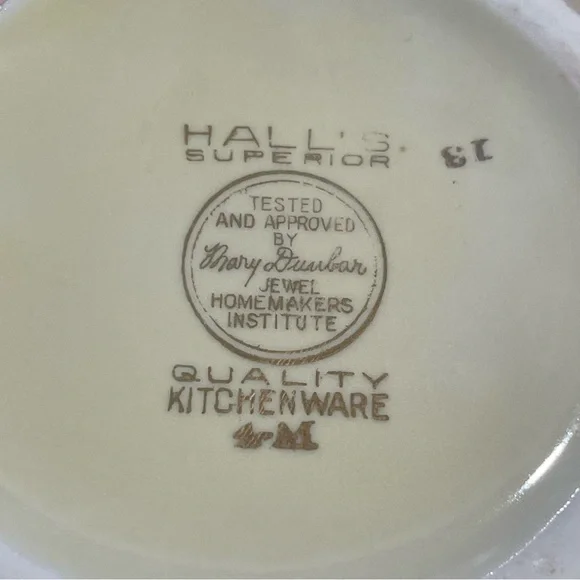 HALL'S
SUPERIOR
13
TESTED
AND APPROVED
BY
Mary Dunbar
JEWEL
HOMEMAKERS
INSTITUTE
QUALITY
KITCHENWARE
M